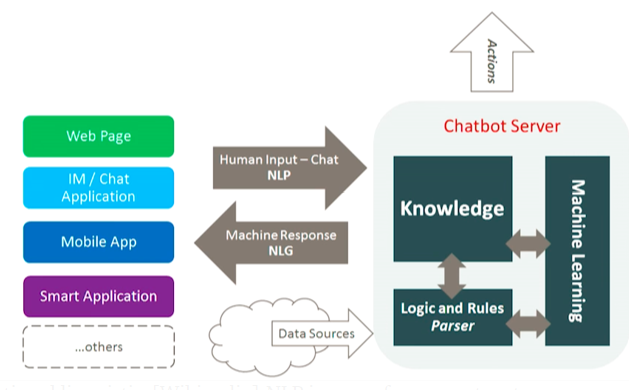 Actions
Chatbot Server
Web Page
IM / Chat
Application
Mobile App
Smart Application
...others
Human Input – Chat
NLP
Machine Response
NLG
Data Sources
Knowledge
Logic and Rules
Parser
Machine Learning